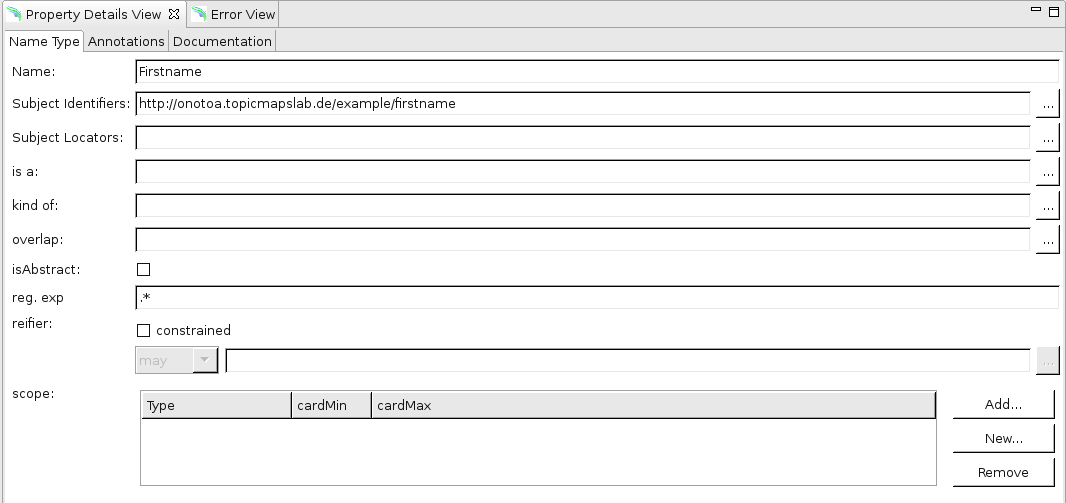 Property Details View Error View
Name Type Annotations Documentation
Name: Firstname
Subject Identifiers: http://onotoa.topicmapslab.de/example/firstname ...
Subject Locators: ...
is a: ...
kind of: ...
overlap: ...
isAbstract:
reg. exp .*
reifier: constrained
may ...
scope:
Type cardMin cardMax
Add...
New...
Remove